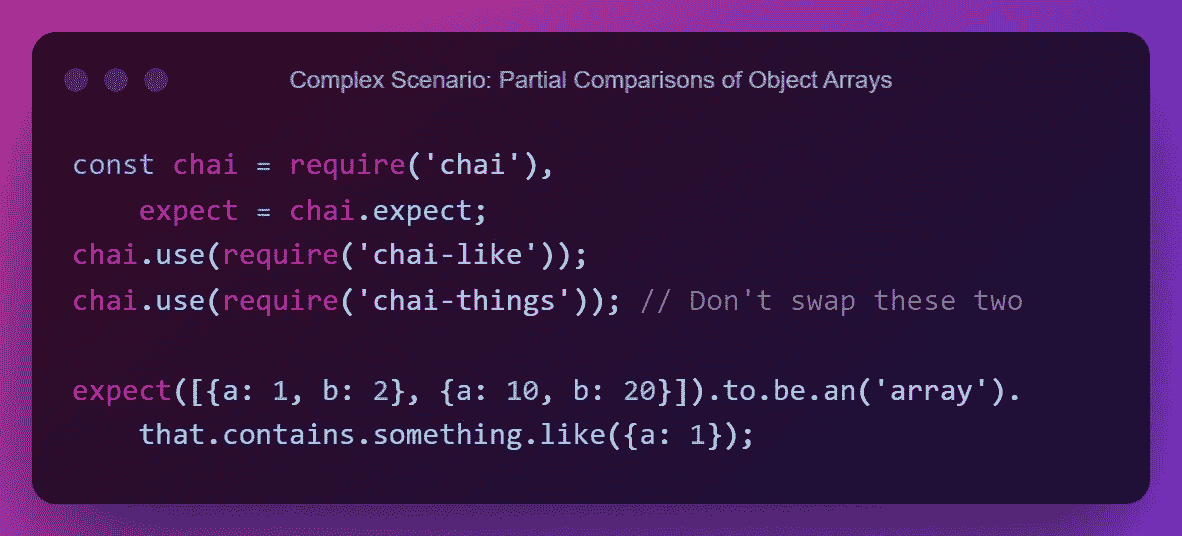 Complex Scenario: Partial Comparisons of Object Arrays
const chai = require('chai'),
    expect = chai.expect;
chai.use(require('chai-like'));
chai.use(require('chai-things')); // Don't swap these two
expect([{a: 1, b: 2}, {a: 10, b: 20}]).to.be.an('array').
    that.contains.something.like({a: 1});